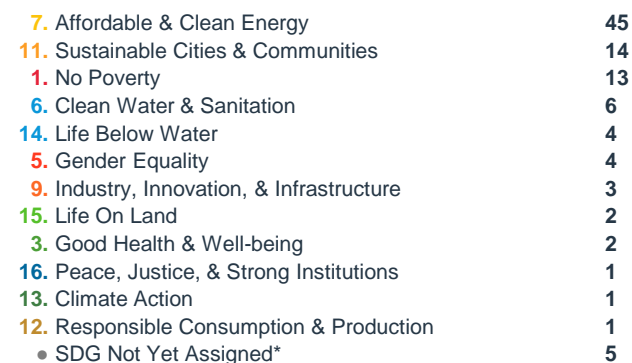 7. Affordable & Clean Energy 45
11. Sustainable Cities & Communities 14
1. No Poverty 13
6. Clean Water & Sanitation 6
14. Life Below Water 4
5. Gender Equality 4
9. Industry, Innovation, & Infrastructure 3
15. Life On Land 2
3. Good Health & Well-being 2
16. Peace, Justice, & Strong Institutions 1
13. Climate Action 1
12. Responsible Consumption & Production 1
● SDG Not Yet Assigned* 5